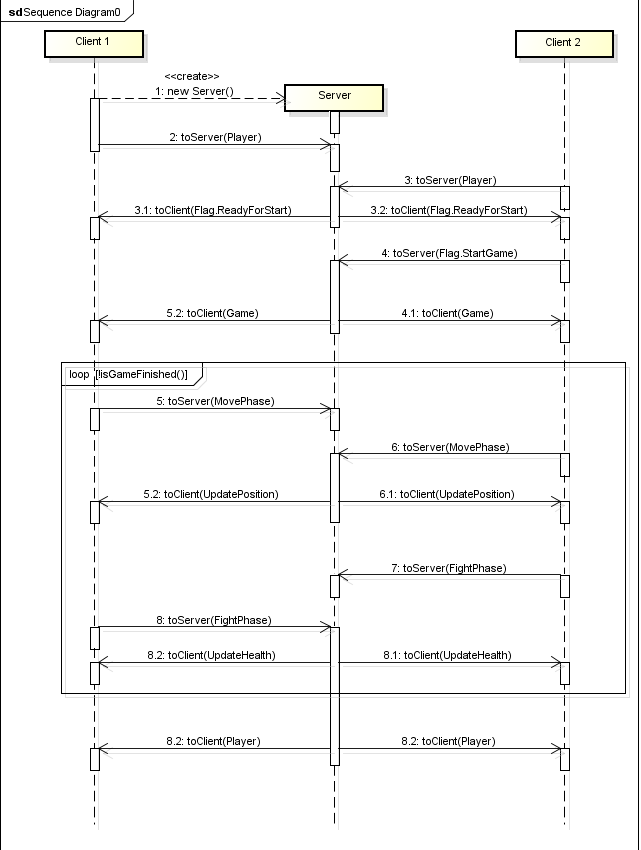 sd Sequence Diagram0
Client 1
Client 2
<<create>>
1: new Server()
Server
2: toServer(Player)
3: toServer(Player)
3.1: toClient(Flag.ReadyForStart)
3.2: toClient(Flag.ReadyForStart)
4: toServer(Flag.StartGame)
5.2: toClient(Game)
4.1: toClient(Game)
loop [!isGameFinished()]
5: toServer(MovePhase)
6: toServer(MovePhase)
5.2: toClient(UpdatePosition)
6.1: toClient(UpdatePosition)
7: toServer(FightPhase)
8: toServer(FightPhase)
8.2: toClient(UpdateHealth)
8.1: toClient(UpdateHealth)
8.2: toClient(Player)
8.2: toClient(Player)